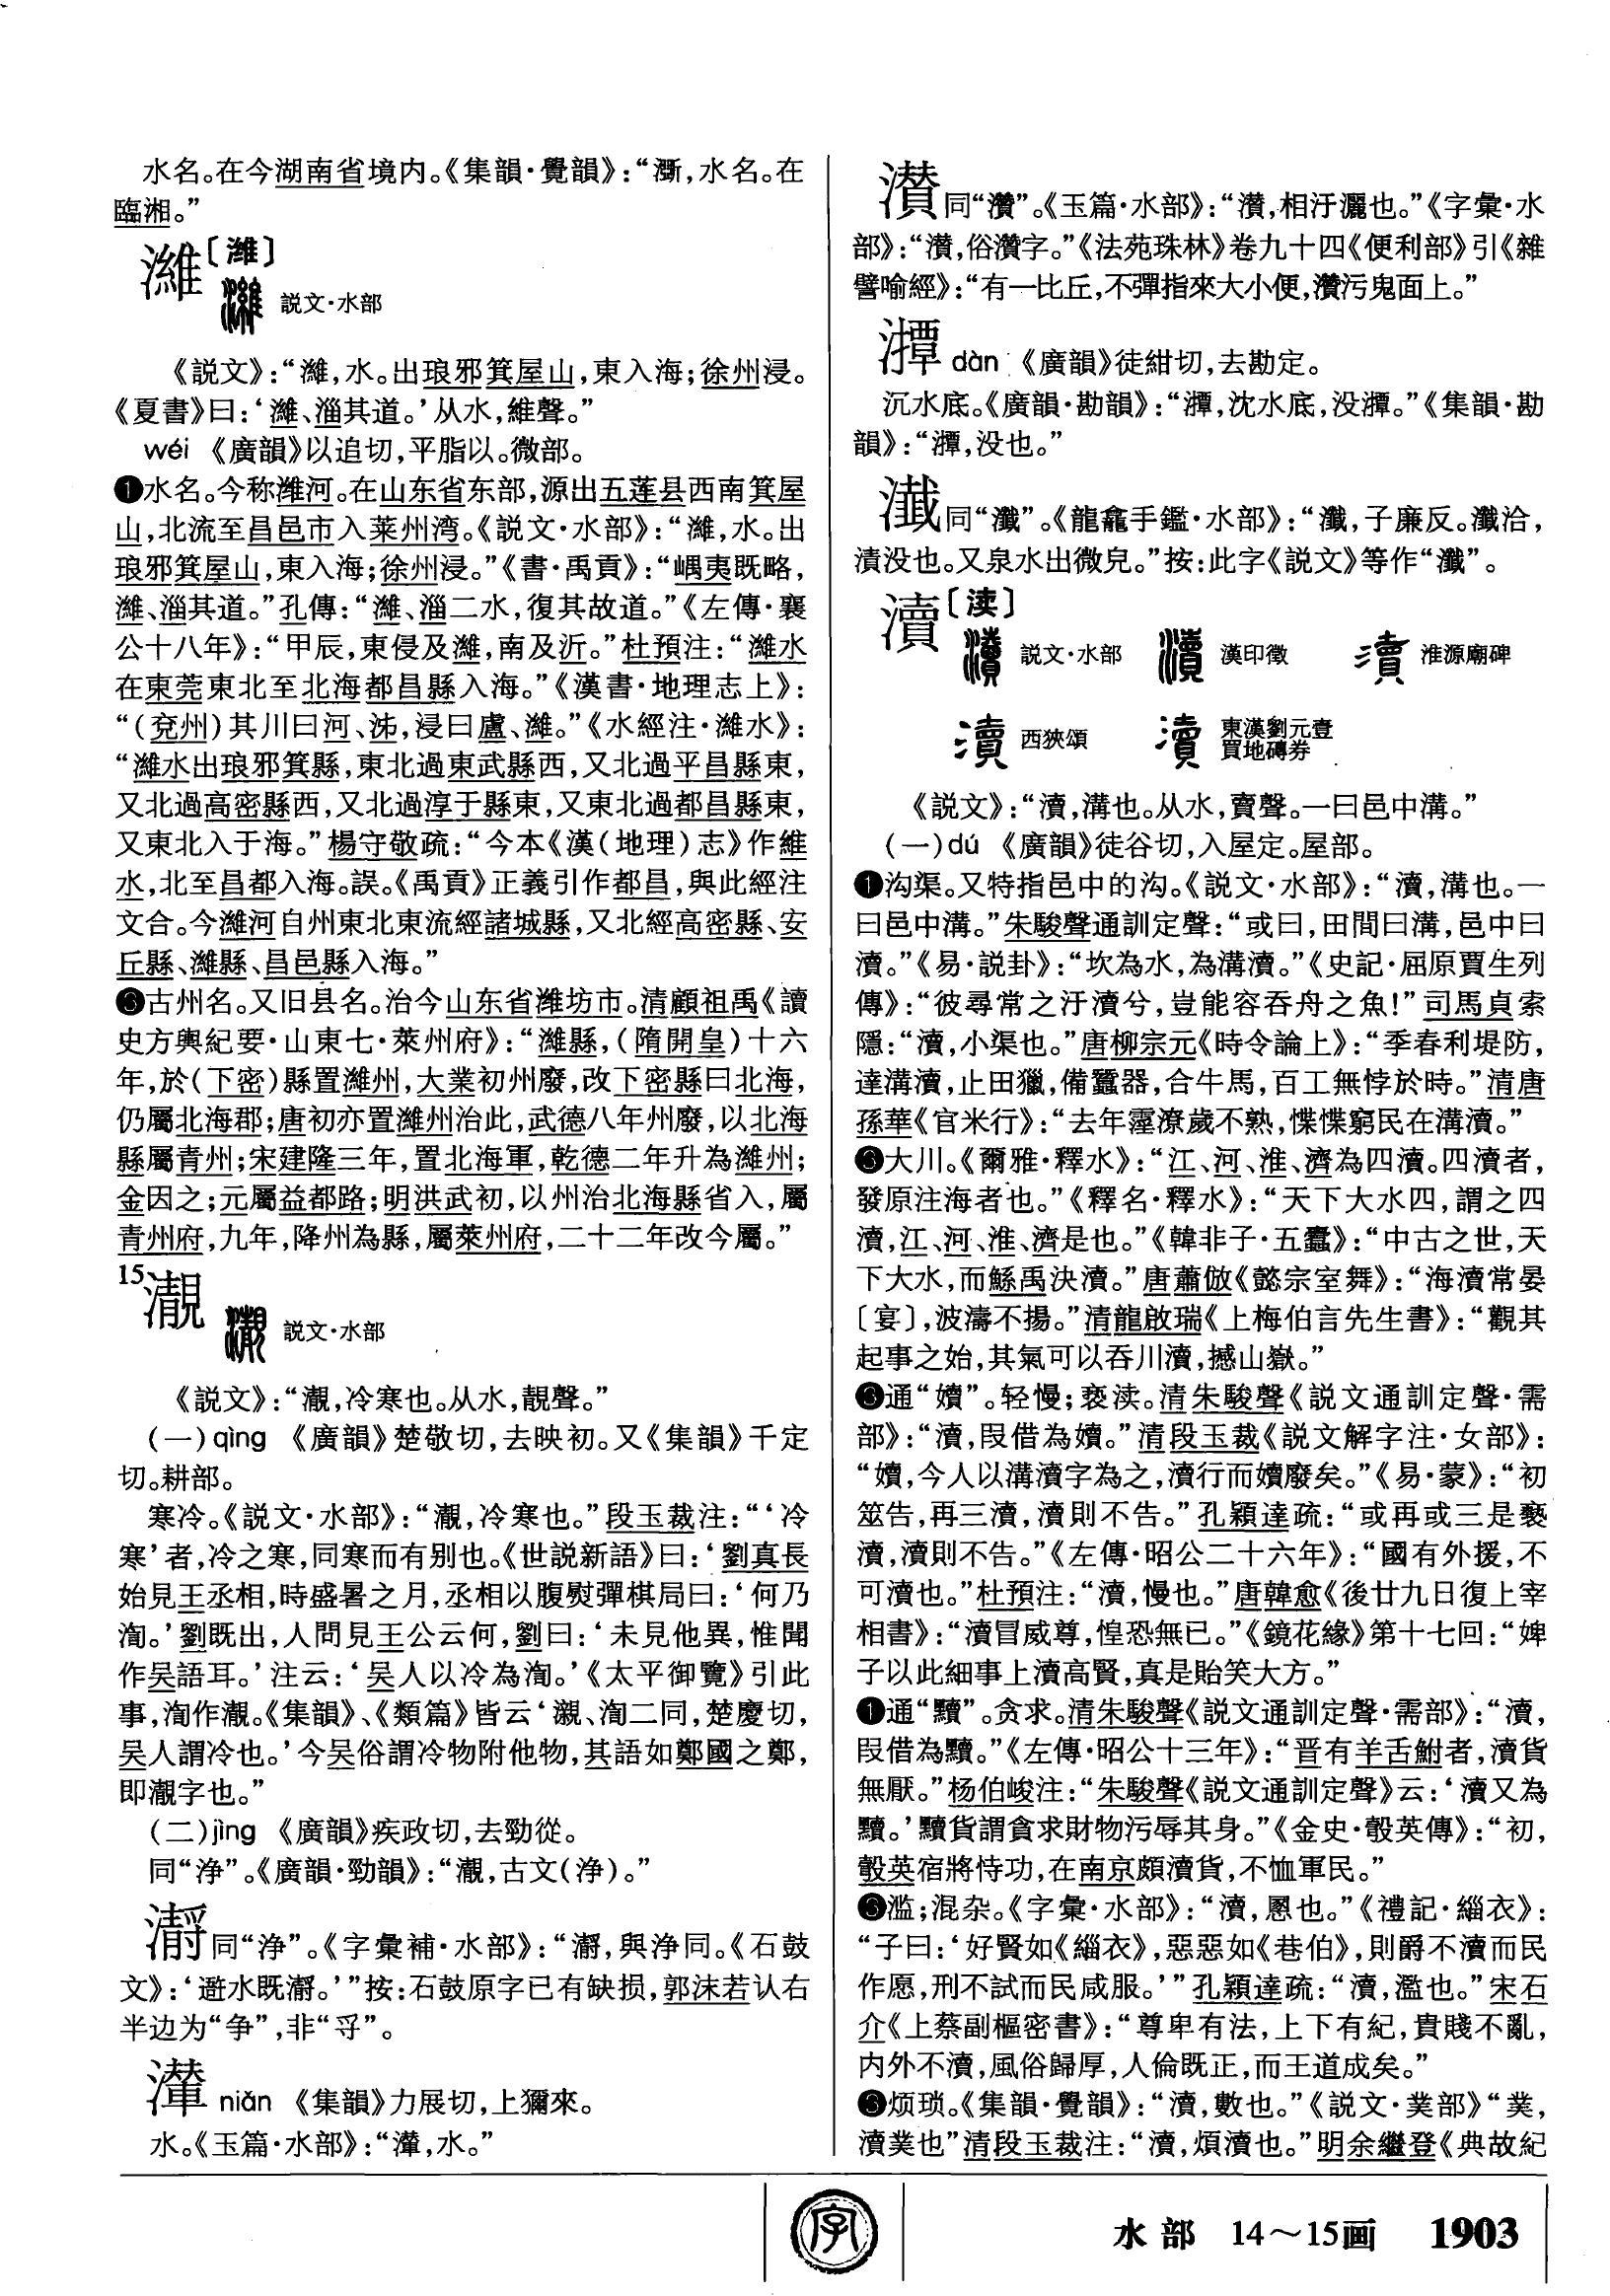 水名。在今湖南省境内。《集韻·覺韻》：“㵸，水名。在
臨湘。”
濰〔潍〕
説文·水部
《説文》：“濰，水。出琅邪箕屋山，東入海；徐州浸。
《夏書》曰：‘濰、淄其道。’从水，維聲。”
wéi 《廣韻》以追切，平脂以。微部。
❶水名。今称潍河。在山东省东部，源出五莲县西南箕屋
山，北流至昌邑市入莱州湾。《説文·水部》：“濰，水。出
琅邪箕屋山，東入海；徐州浸。”《書·禹貢》：“嵎夷既略，
濰、淄其道。”孔傳：“濰、淄二水，復其故道。”《左傳·襄
公十八年》：“甲辰，東侵及濰，南及沂。”杜預注：“濰水
在東莞東北至北海都昌縣入海。”《漢書·地理志上》：
“（兗州）其川曰河、泲，浸曰盧、濰。”《水經注·濰水》：
“濰水出琅邪箕縣，東北過東武縣西，又北過平昌縣東，
又北過高密縣西，又北過淳于縣東，又東北過都昌縣東，
又東北入于海。”楊守敬疏：“今本《漢（地理）志》作維
水，北至昌都入海。誤。《禹貢》正義引作都昌，與此經注
文合。今濰河自州東北東流經諸城縣，又北經高密縣、安
丘縣、濰縣、昌邑縣入海。”
古州名。又旧县名。治今山东省潍坊市。清顧祖禹《讀
史方輿紀要·山東七·萊州府》：“濰縣，（隋開皇）十六
年，於（下密）縣置濰州，大業初州廢，改下密縣曰北海，
仍屬北海郡；唐初亦置濰州治此，武德八年州廢，以北海
縣屬青州；宋建隆三年，置北海軍，乾德二年升為濰州；
金因之；元屬益都路；明洪武初，以州治北海縣省入，屬
青州府，九年，降州為縣，屬萊州府，二十二年改今屬。”
15
瀙 説文·水部
《説文》：“，冷寒也。从水，靚聲。”
（一）qìng 《廣韻》楚敬切，去映初。又《集韻》千定
切。耕部。
寒冷。《説文·水部》：“，冷寒也。”段玉裁注：“‘冷
寒’者，冷之寒，同寒而有别也。《世説新語》曰：‘劉真長
始見王丞相，時盛暑之月，丞相以腹熨彈棋局曰：‘何乃
渹。’劉既出，人問見王公云何，劉曰：‘未見他異，惟聞
作吴語耳。’注云：‘吴人以冷為渹。’《太平御覽》引此
事，渹作。《集韻》、《類篇》皆云‘、渹二同，楚慶切，
吴人謂冷也。’今吴俗謂冷物附他物，其語如鄭國之鄭，
即字也。”
（二）jìng 《廣韻》疾政切，去勁從。
同“净”。《廣韻·勁韻》：“，古文（净）。”
同“净”。《字彙補·水部》：“，與净同。《石鼓
文》：‘水既。’”按：石鼓原字已有缺损，郭沫若认右
半边为“争”，非“寽”。
niǎn 《集韻》力展切，上獮來。
水。《玉篇·水部》：“，水。”
同“灒”。《玉篇·水部》：“，相汙灑也。”《字彙·水
部》：“，俗灒字。”《法苑珠林》卷九十四《便利部》引《雜
譬喻經》：“有一比丘，不彈指來大小便，灒污鬼面上。”
dàn 《廣韻》徒紺切，去勘定。
沉水底。《廣韻·勘韻》：“，沈水底，没。”《集韻·勘
韻》：“，没也。”
同“瀸”。《龍龕手鑑·水部》：“瀸，子廉反。瀸洽，
漬没也。又泉水出微皃。”按：此字《説文》等作“瀸”。
瀆〔渎〕
説文·水部 漢印徵 淮源廟碑
西狹頌 東漢劉元臺
買地磚券
《説文》：“瀆，溝也。从水，賣聲。一曰邑中溝。”
（一）dú 《廣韻》徒谷切，入屋定。屋部。
❶沟渠。又特指邑中的沟。《説文·水部》：“瀆，溝也。一
曰邑中溝。”朱駿聲通訓定聲：“或曰，田間曰溝，邑中曰
瀆。”《易·説卦》：“坎為水，為溝瀆。”《史記·屈原賈生列
傳》：“彼尋常之汙瀆兮，豈能容吞舟之魚！”司馬貞索
隱：“瀆，小渠也。”唐柳宗元《時令論上》：“季春利堤防，
達溝瀆，止田獵，備蠶器，合牛馬，百工無悖於時。”清唐
孫華《官米行》：“去年霪潦歲不熟，惵惵窮民在溝瀆。”
大川。《爾雅·釋水》：“江、河、淮、濟為四瀆。四瀆者，
發原注海者也。”《釋名·釋水》：“天下大水四，謂之四
瀆，江、河、淮、濟是也。”《韓非子·五蠹》：“中古之世，天
下大水，而鯀禹決瀆。”唐蕭倣《懿宗室舞》：“海瀆常晏
〔宴〕，波濤不揚。”清龍啟瑞《上梅伯言先生書》：“觀其
起事之始，其氣可以吞川瀆，撼山嶽。”
❸通“嬻”。轻慢；亵渎。清朱駿聲《説文通訓定聲·需
部》：“瀆，叚借為嬻。”清段玉裁《説文解字注·女部》：
“嬻，今人以溝瀆字為之，瀆行而嬻廢矣。”《易·蒙》：“初
筮告，再三瀆，瀆則不告。”孔穎達疏：“或再或三是褻
瀆，瀆則不告。”《左傳·昭公二十六年》：“國有外援，不
可瀆也。”杜預注：“瀆，慢也。”唐韓愈《後廿九日復上宰
相書》：“瀆冒威尊，惶恐無已。”《鏡花緣》第十七回：“婢
子以此細事上瀆高賢，真是貽笑大方。”
通“黷”。贪求。清朱駿聲《説文通訓定聲·需部》：“瀆，
叚借為黷。”《左傳·昭公十三年》：“晋有羊舌鮒者，瀆貨
無厭。”杨伯峻注：“朱駿聲《説文通訓定聲》云：‘瀆又為
黷。’黷貨謂貪求財物污辱其身。”《金史·彀英傳》：“初，
彀英宿將恃功，在南京頗瀆貨，不恤軍民。”
滥；混杂。《字彙·水部》：“瀆，慁也。”《禮記·緇衣》：
“子曰：‘好賢如《緇衣》，惡惡如《巷伯》，則爵不瀆而民
作愿，刑不試而民咸服。’”孔穎達疏：“瀆，濫也。”宋石
介《上蔡副樞密書》：“尊卑有法，上下有紀，貴賤不亂，
内外不瀆，風俗歸厚，人倫既正，而王道成矣。”
烦琐。《集韻·覺韻》：“瀆，數也。”《説文·菐部》“菐，
瀆菐也”清段玉裁注：“瀆，煩瀆也。”明余繼登《典故紀
字
水部 14～15画 1903